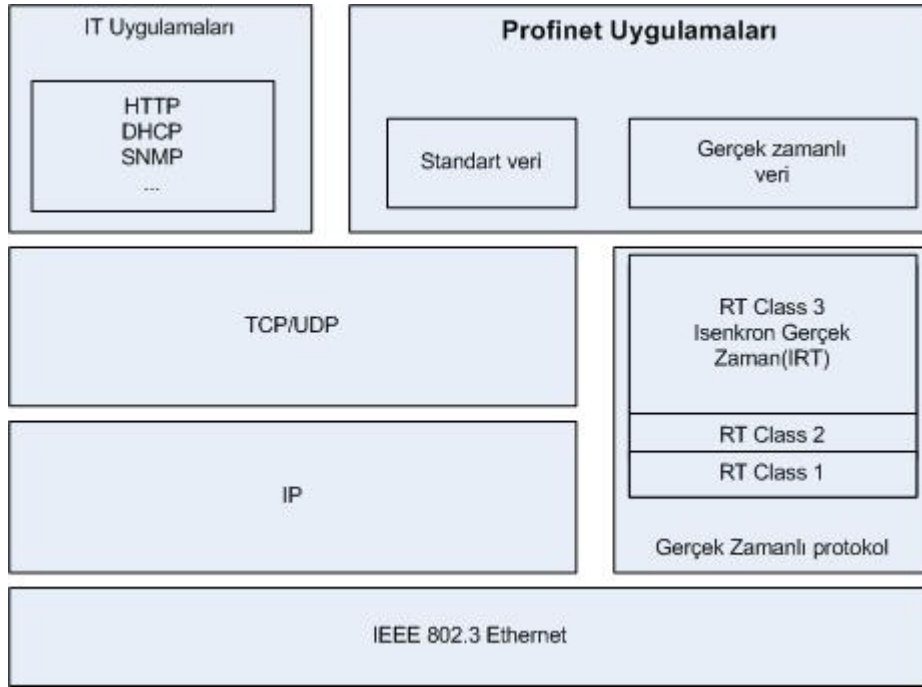 IT Uygulamaları
HTTP
DHCP
SNMP
...
Profinet Uygulamaları
Standart veri
Gerçek zamanlı
veri
TCP/UDP
IP
RT Class 3
Isenkron Gerçek
Zaman(IRT)
RT Class 2
RT Class 1
Gerçek Zamanlı protokol
IEEE 802.3 Ethernet